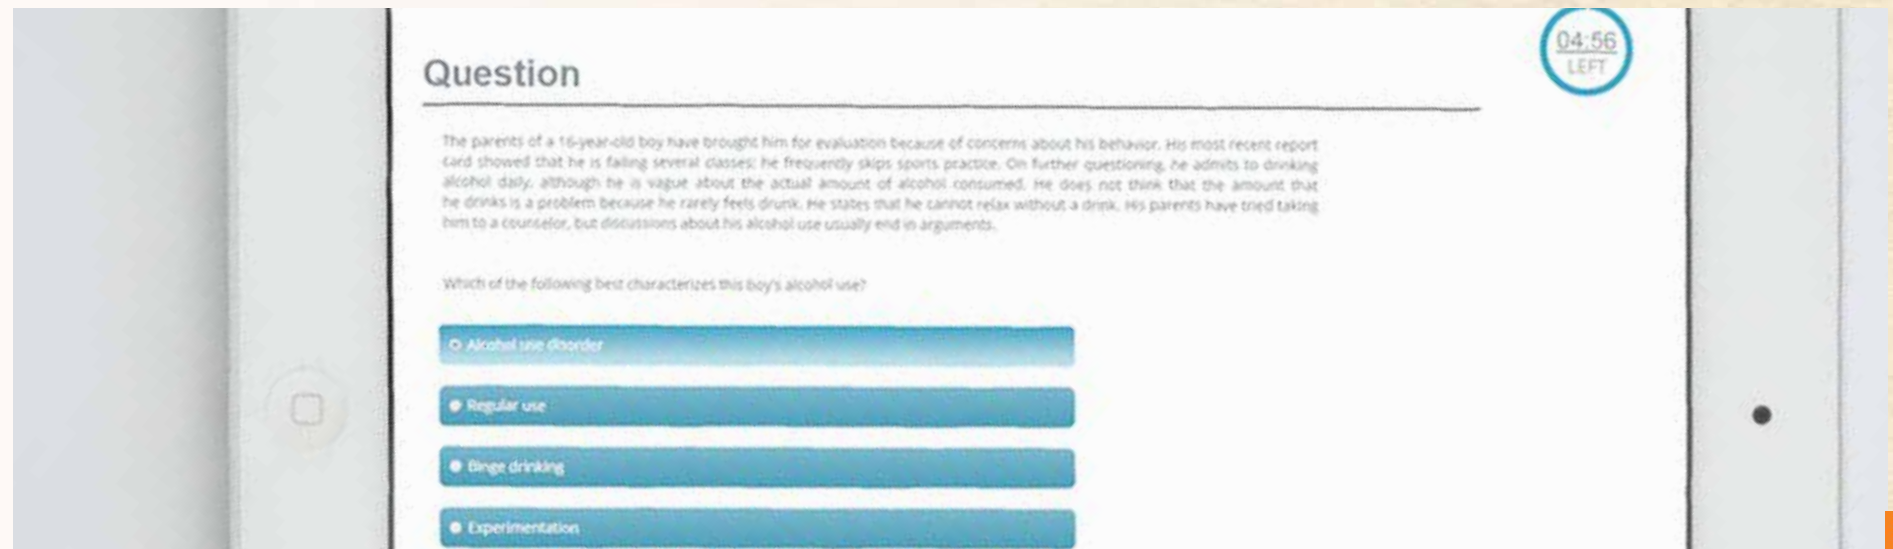 04:56
LEFT
Question
The parents of a 16-year-old boy have brought him for evaluation because of concerns about his behavior. His most recent report
card showed that he is failing several classes; he frequently skips sports practice. On further questioning, he admits to drinking
alcohol daily, although he is vague about the actual amount of alcohol consumed. He does not think that the amount that
he drinks is a problem because he rarely feels drunk. He states that he cannot relax without a drink. His parents have tried taking
him to a counselor, but discussions about his alcohol use usually end in arguments.
Which of the following best characterizes this boy's alcohol use?
Alcohol use disorder
Regular use
Binge drinking
Experimentation